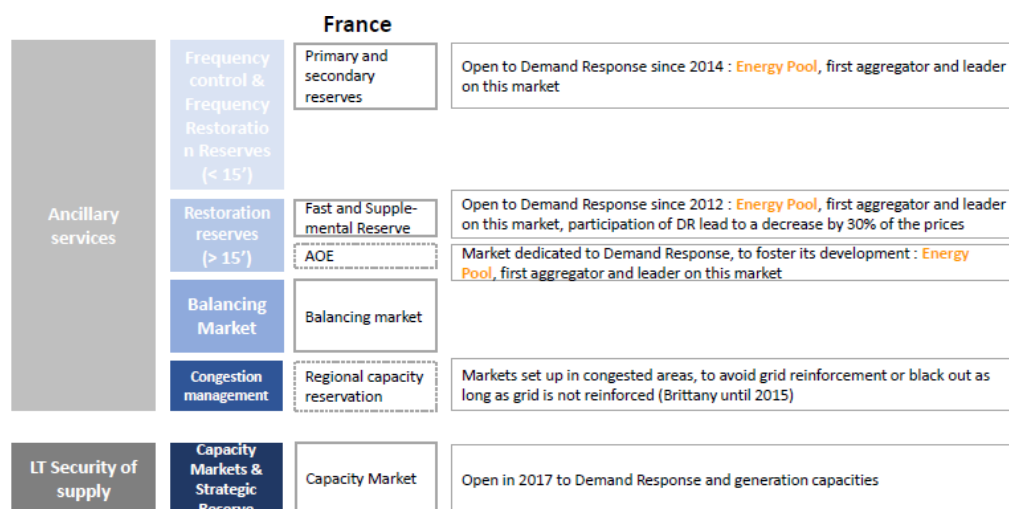 France
Ancillary
services
Frequency
control &
Frequency
Restoratio
n Reserves
(< 15')
Primary and
secondary
reserves
Open to Demand Response since 2014 : Energy Pool, first aggregator and leader
on this market
Restoration
reserves
(> 15')
Fast and Supple-
mental Reserve
Open to Demand Response since 2012 : Energy Pool, first aggregator and leader
on this market, participation of DR lead to a decrease by 30% of the prices
AOE
Market dedicated to Demand Response, to foster its development : Energy
Pool, first aggregator and leader on this market
Balancing
Market
Balancing market
Congestion
management
Regional capacity
reservation
Markets set up in congested areas, to avoid grid reinforcement or black out as
long as grid is not reinforced (Brittany until 2015)
LT Security of
supply
Capacity
Markets &
Strategic
Reserve
Capacity Market
Open in 2017 to Demand Response and generation capacities